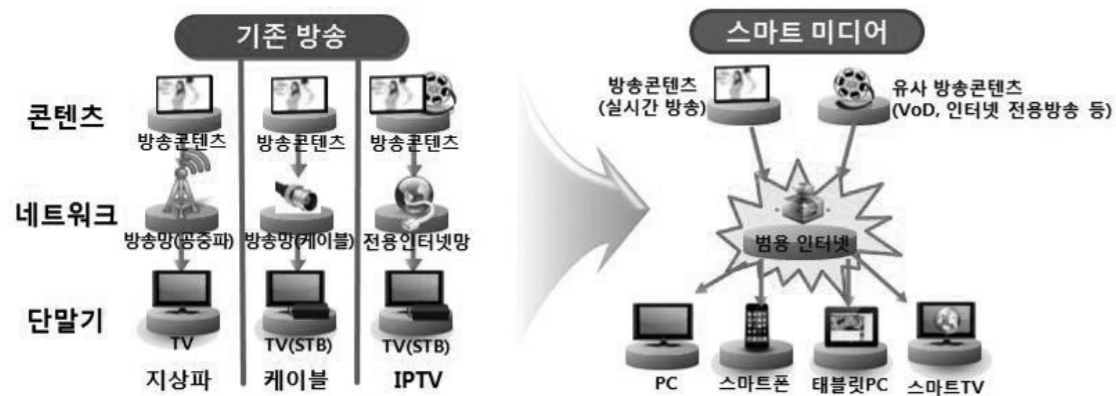 기존 방송
스마트 미디어
콘텐츠
방송콘텐츠
방송콘텐츠
방송콘텐츠
네트워크
방송망(공중파)
방송망(케이블)
전용인터넷망
단말기
TV
TV(STB)
TV(STB)
지상파
케이블
IPTV
방송콘텐츠
(실시간 방송)
유사 방송콘텐츠
(VoD, 인터넷 전용방송 등)
범용 인터넷
PC
스마트폰
태블릿PC
스마트TV